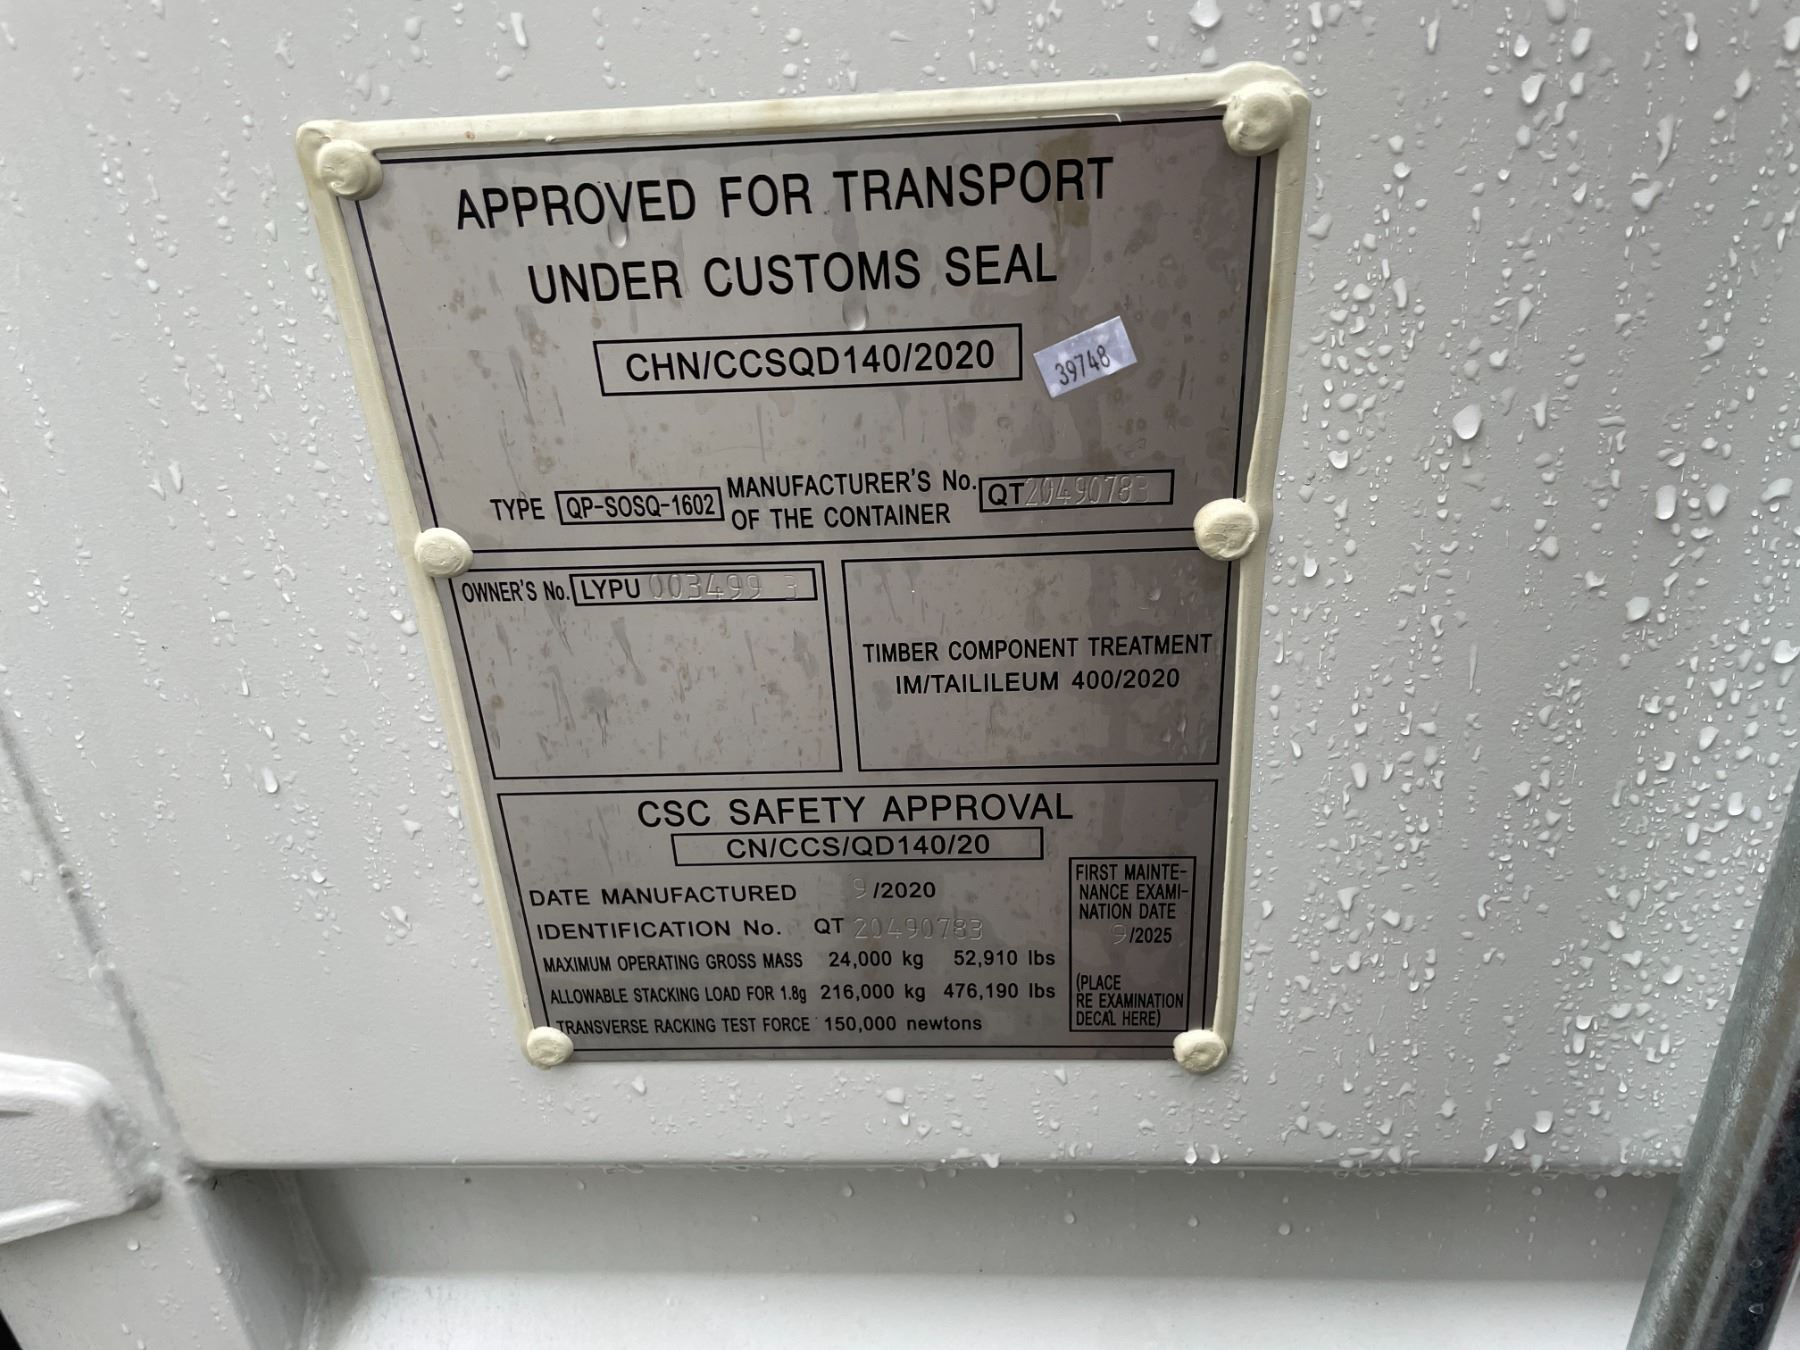 APPROVED FOR TRANSPORT
UNDER CUSTOMS SEAL
CHN/CCSQD140/2020
39748
TYPE QP-SOSQ-1602 MANUFACTURER'S No. OF THE CONTAINER QT20490783
OWNER'S No. LYPU 003499 3
TIMBER COMPONENT TREATMENT
IM/TAILILEUM 400/2020
CSC SAFETY APPROVAL
CN/CCS/QD140/20
DATE MANUFACTURED 9/2020
IDENTIFICATION No. QT 20490783
MAXIMUM OPERATING GROSS MASS 24,000 kg 52,910 lbs
ALLOWABLE STACKING LOAD FOR 1.8g 216,000 kg 476,190 lbs
TRANSVERSE RACKING TEST FORCE 150,000 newtons
FIRST MAINTE-
NANCE EXAMI-
NATION DATE
9/2025
(PLACE
RE EXAMINATION
DECAL HERE)